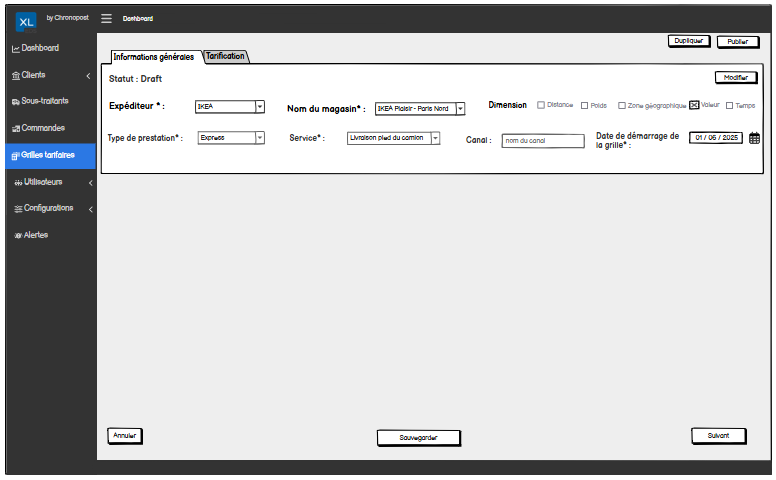 XL by Chronopost Dashboard
Dashboard
Clients
Sous-traitants
Commandes
Grilles tarifaires
Utilisateurs
Configurations
Alertes
Dupliquer Publier
Informations générales Tarification
Statut : Draft Modifier
Expéditeur * : IKEA Nom du magasin* : IKEA Plaisir - Paris Nord Dimension Distance Poids Zone géographique Valeur Temps
Type de prestation* : Express Service* : Livraison pied du camion Canal : nom du canal Date de démarrage de
la grille* : 01 / 06 / 2025
Annuler Sauvegarder Suivant